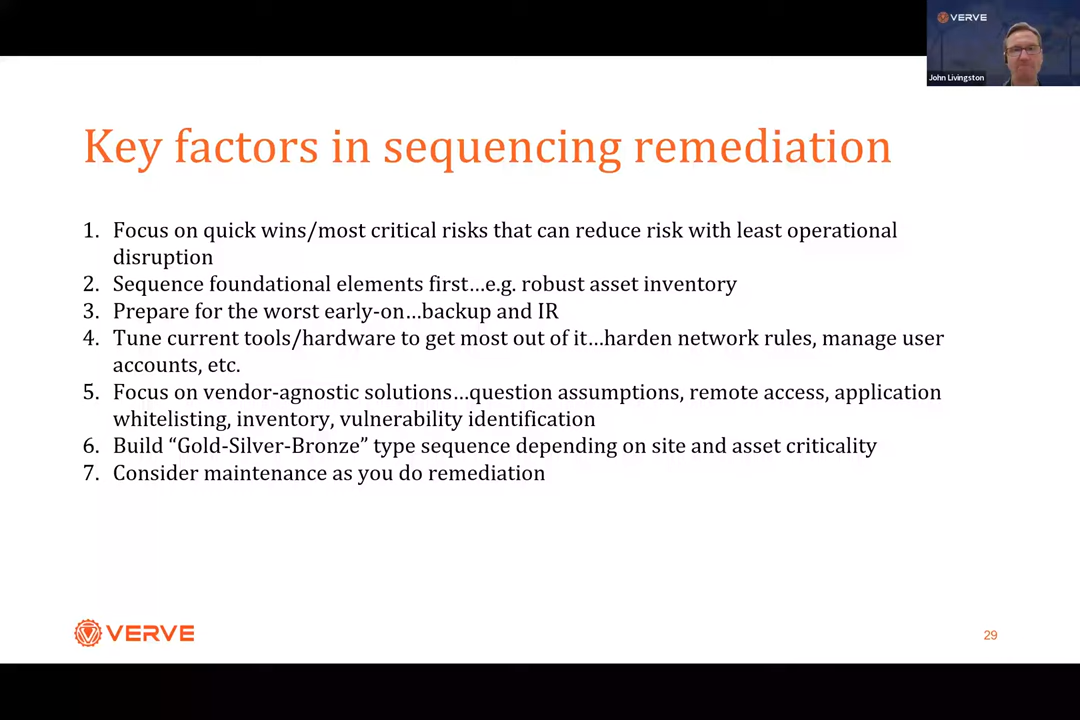 VERVE
John Livingston
Key factors in sequencing remediation
1. Focus on quick wins/most critical risks that can reduce risk with least operational
disruption
2. Sequence foundational elements first…e.g. robust asset inventory
3. Prepare for the worst early-on…backup and IR
4. Tune current tools/hardware to get most out of it…harden network rules, manage user
accounts, etc.
5. Focus on vendor-agnostic solutions…question assumptions, remote access, application
whitelisting, inventory, vulnerability identification
6. Build “Gold-Silver-Bronze” type sequence depending on site and asset criticality
7. Consider maintenance as you do remediation
VERVE
29